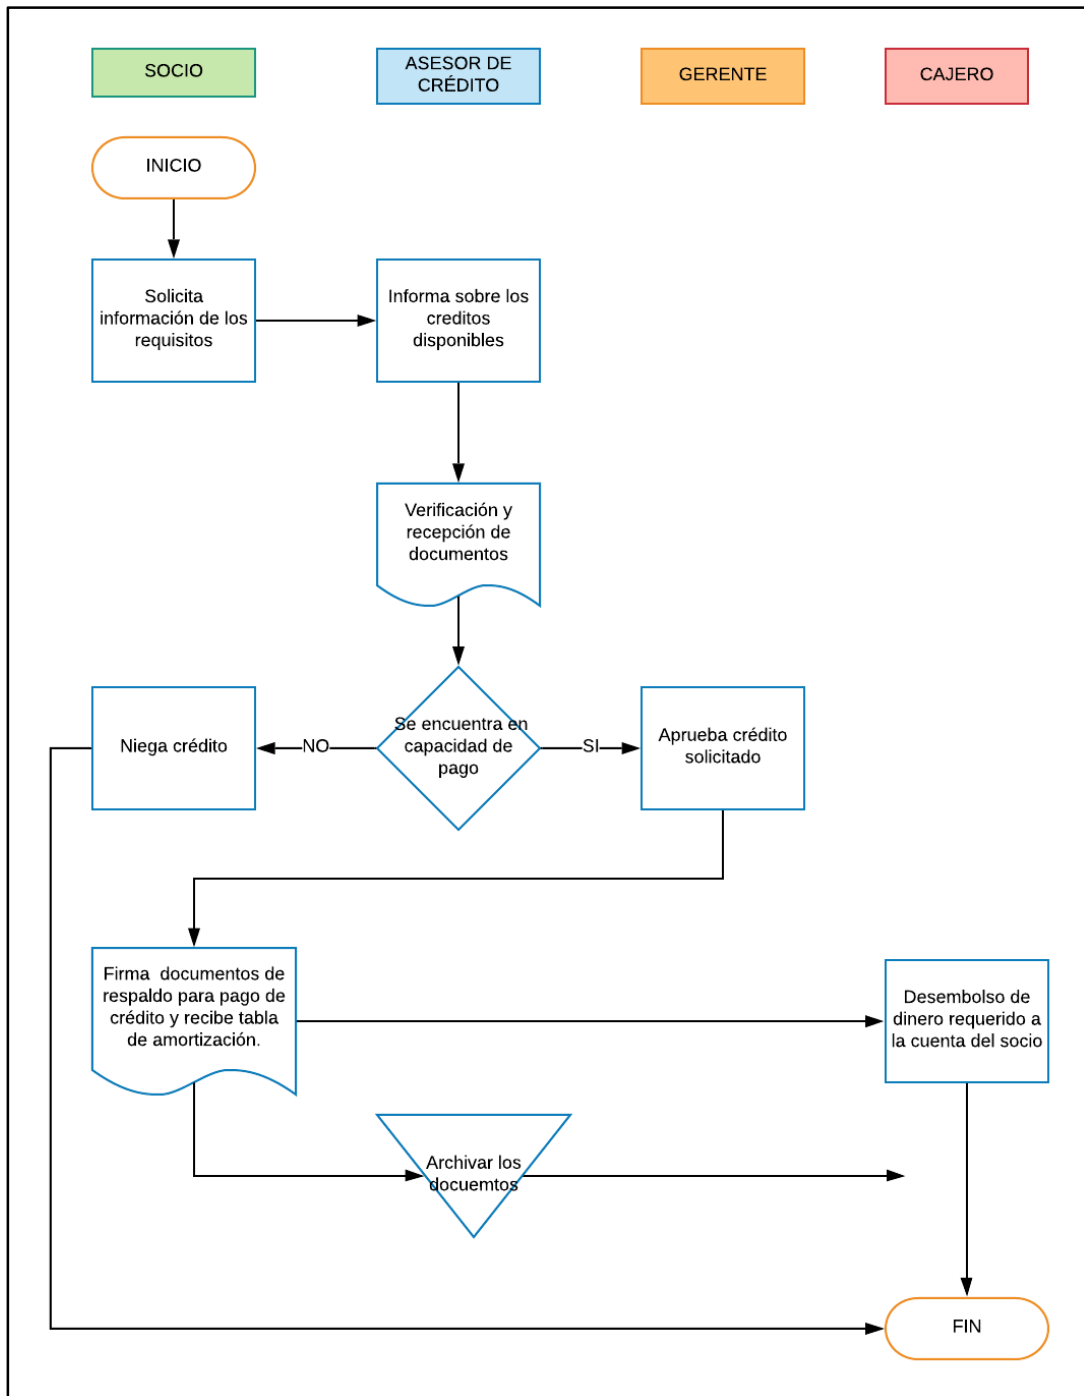 SOCIO
ASESOR DE
CRÉDITO
GERENTE
CAJERO
INICIO
Solicita
información de los
requisitos
Informa sobre los
creditos
disponibles
Verificación y
recepción de
documentos
Niega crédito
NO
Se encuentra en
capacidad de
pago
SI
Aprueba crédito
solicitado
Firma documentos de
respaldo para pago de
crédito y recibe tabla
de amortización.
Desembolso de
dinero requerido a
la cuenta del socio
Archivar los
docuemtos
FIN